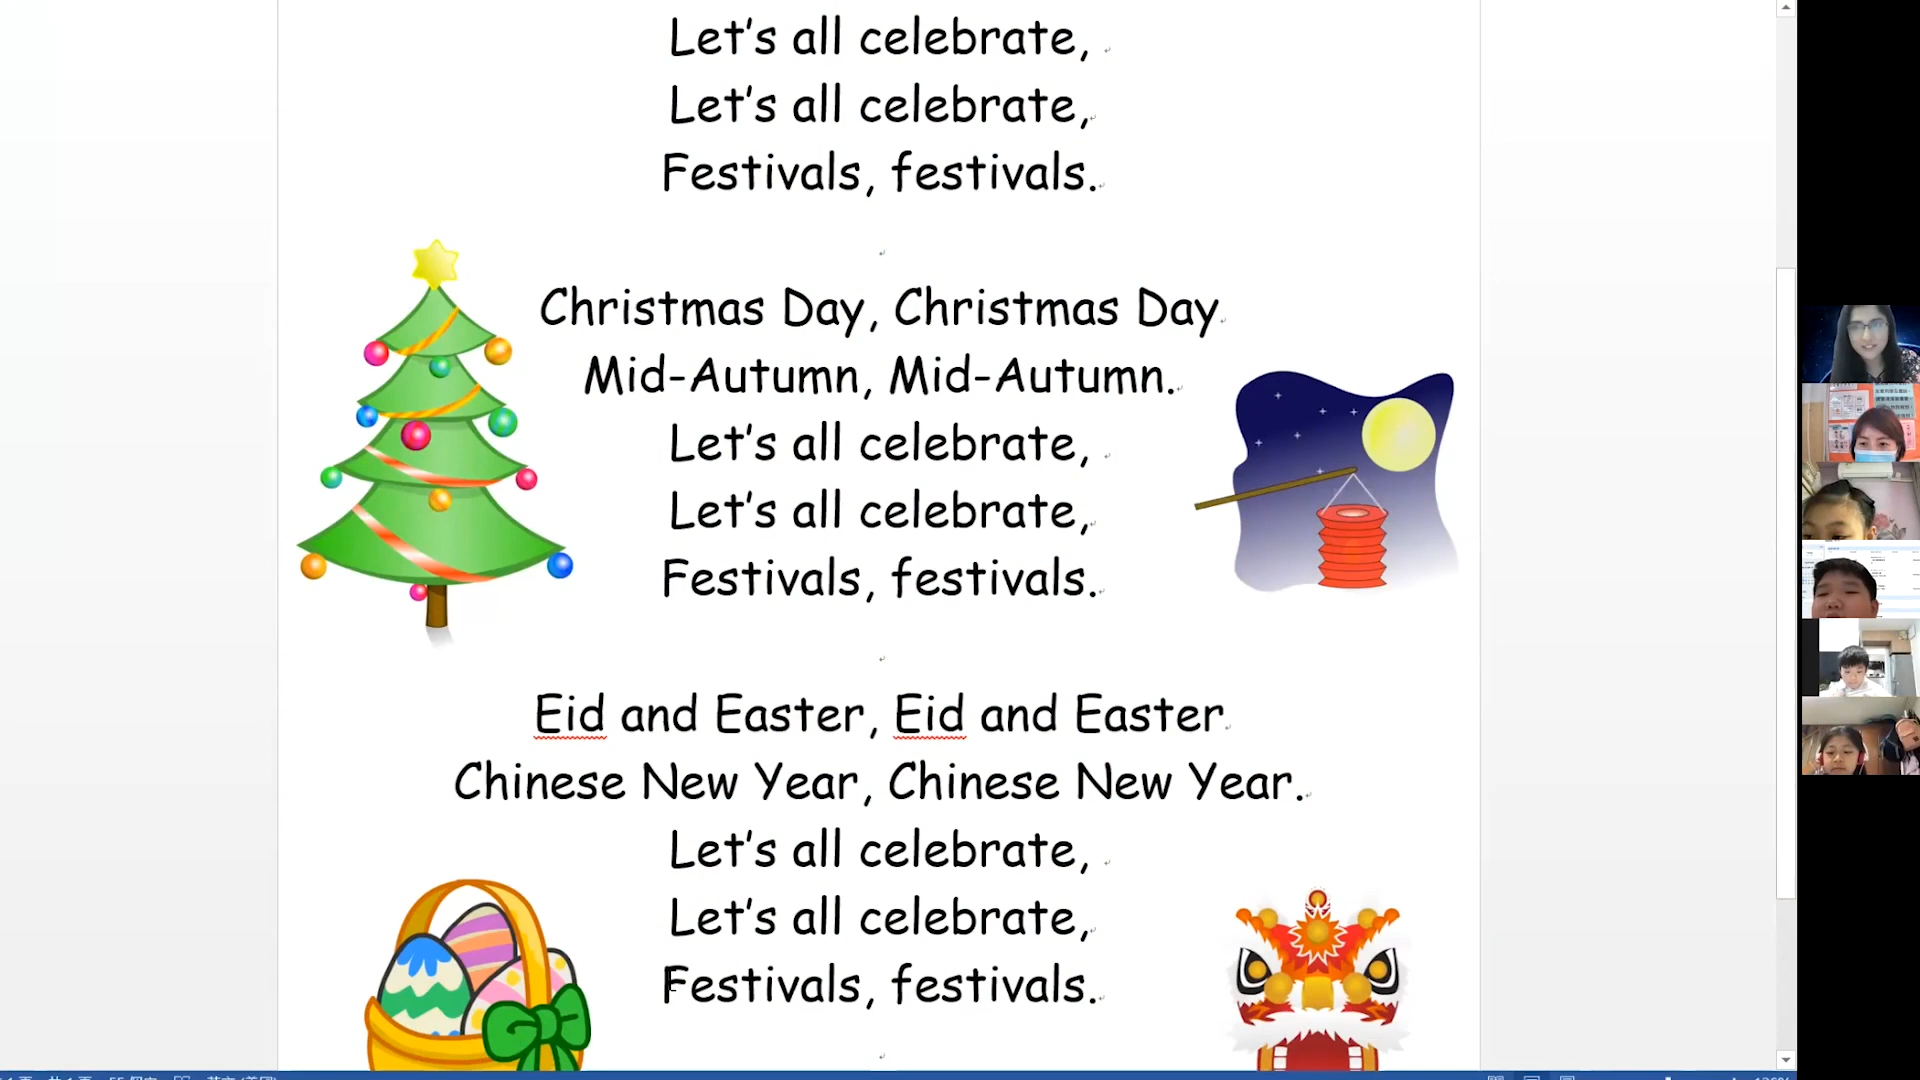 Let's all celebrate,
Let's all celebrate,
Festivals, festivals.
Christmas Day, Christmas Day
Mid-Autumn, Mid-Autumn.
Let's all celebrate,
Let's all celebrate,
Festivals, festivals.
Eid and Easter, Eid and Easter
Chinese New Year, Chinese New Year.
Let's all celebrate,
Let's all celebrate,
Festivals, festivals.